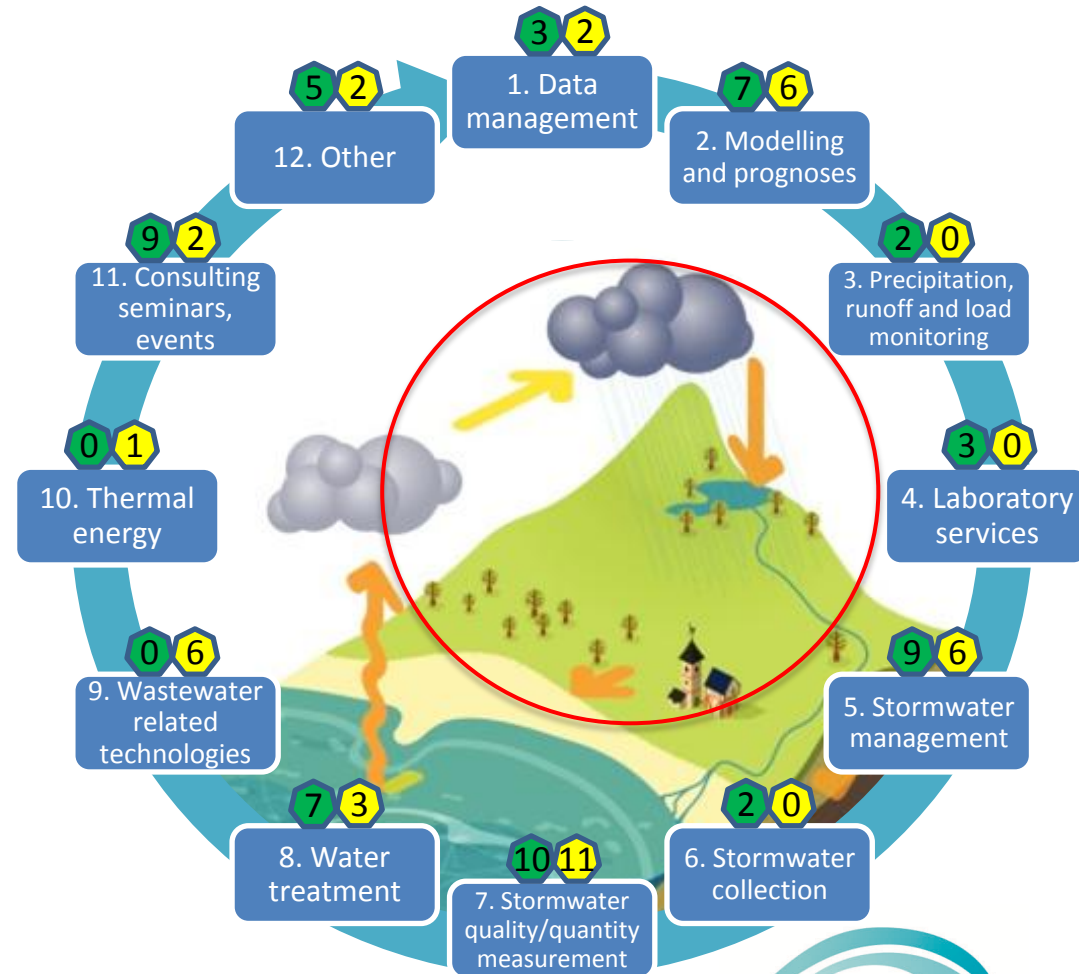 3 2
1. Data
management
7 6
2. Modelling
and prognoses
2 0
3. Precipitation,
runoff and load
monitoring
3 0
4. Laboratory
services
9 6
5. Stormwater
management
2 0
6. Stormwater
collection
10 11
7. Stormwater
quality/quantity
measurement
7 3
8. Water
treatment
0 6
9. Wastewater
related
technologies
0 1
10. Thermal
energy
9 2
11. Consulting
seminars,
events
5 2
12. Other